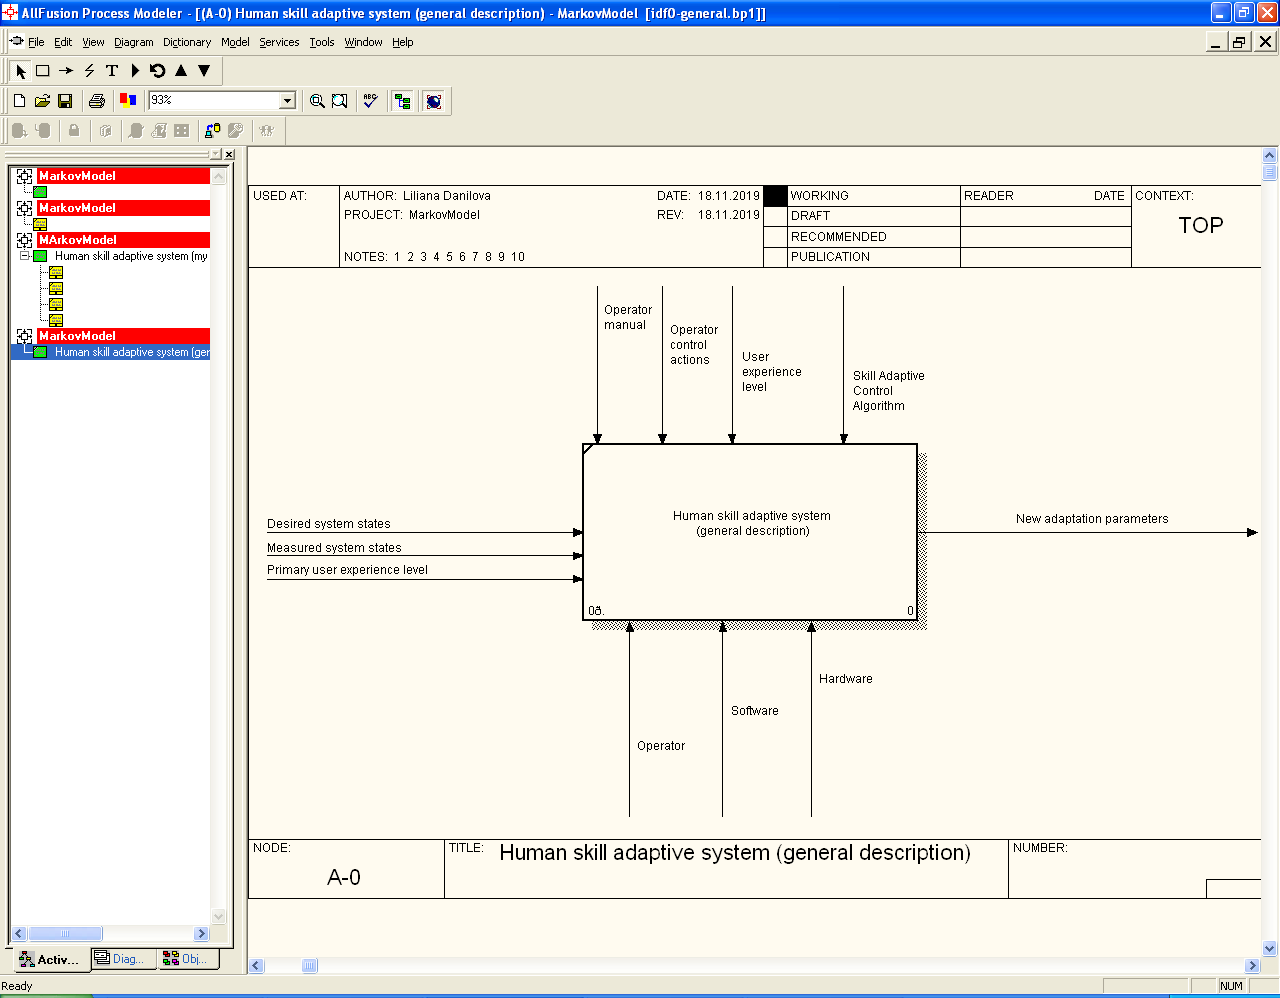 AllFusion Process Modeler - [(A-0) Human skill adaptive system (general description) - MarkovModel  [idf0-general.bp1]]
File Edit View Diagram Dictionary Model Services Tools Window Help
93%
ABC
MarkovModel
MarkovModel
MArkovModel
Human skill adaptive system (my
MarkovModel
Human skill adaptive system (ger
Activ...
Diag...
Obj...
USED AT:
AUTHOR: Liliana Danilova
DATE: 18.11.2019
PROJECT: MarkovModel
REV: 18.11.2019
NOTES: 1 2 3 4 5 6 7 8 9 10
WORKING
DRAFT
RECOMMENDED
PUBLICATION
READER
DATE
CONTEXT:
TOP
Operator
manual
Operator
control
actions
User
experience
level
Skill Adaptive
Control
Algorithm
Desired system states
Measured system states
Primary user experience level
Human skill adaptive system
(general description)
0ð.
0
New adaptation parameters
Hardware
Software
Operator
NODE:
A-0
TITLE:
Human skill adaptive system (general description)
NUMBER:
Ready
NUM